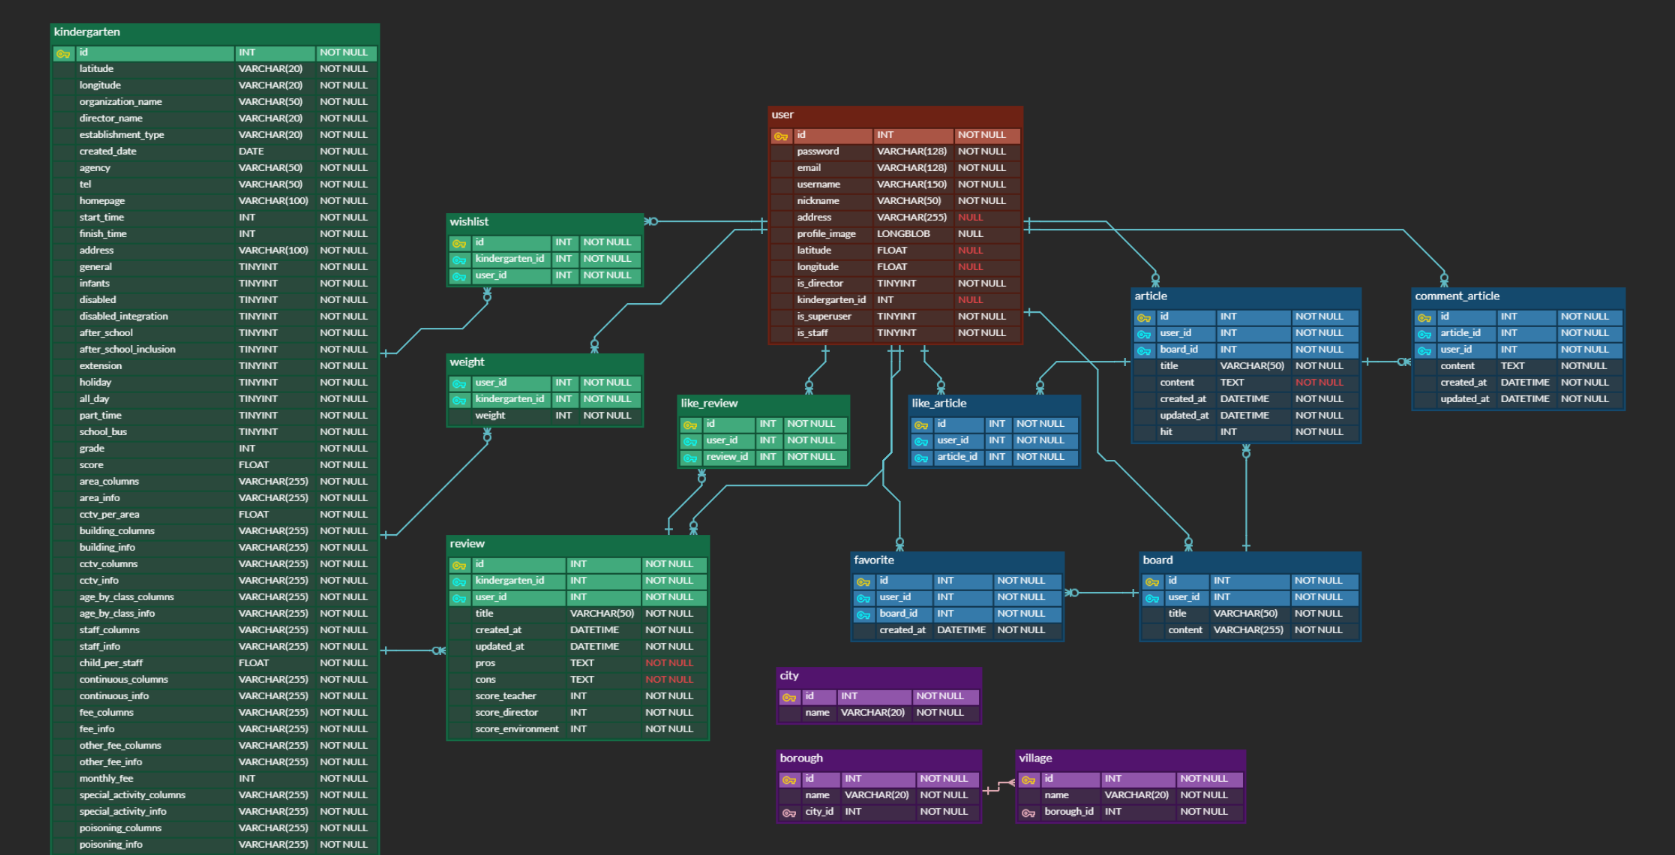 kindergarten
id INT NOT NULL
latitude VARCHAR(20) NOT NULL
longitude VARCHAR(20) NOT NULL
organization_name VARCHAR(50) NOT NULL
director_name VARCHAR(20) NOT NULL
establishment_type VARCHAR(20) NOT NULL
created_date DATE NOT NULL
agency VARCHAR(50) NOT NULL
tel VARCHAR(50) NOT NULL
homepage VARCHAR(100) NOT NULL
start_time INT NOT NULL
finish_time INT NOT NULL
address VARCHAR(100) NOT NULL
general TINYINT NOT NULL
infants TINYINT NOT NULL
disabled TINYINT NOT NULL
disabled_integration TINYINT NOT NULL
after_school TINYINT NOT NULL
after_school_inclusion TINYINT NOT NULL
extension TINYINT NOT NULL
holiday TINYINT NOT NULL
all_day TINYINT NOT NULL
part_time TINYINT NOT NULL
school_bus TINYINT NOT NULL
grade INT NOT NULL
score FLOAT NOT NULL
area_columns VARCHAR(255) NOT NULL
area_info VARCHAR(255) NOT NULL
cctv_per_area FLOAT NOT NULL
building_columns VARCHAR(255) NOT NULL
building_info VARCHAR(255) NOT NULL
cctv_columns VARCHAR(255) NOT NULL
cctv_info VARCHAR(255) NOT NULL
age_by_class_columns VARCHAR(255) NOT NULL
age_by_class_info VARCHAR(255) NOT NULL
staff_columns VARCHAR(255) NOT NULL
staff_info VARCHAR(255) NOT NULL
child_per_staff FLOAT NOT NULL
continuous_columns VARCHAR(255) NOT NULL
continuous_info VARCHAR(255) NOT NULL
fee_columns VARCHAR(255) NOT NULL
fee_info VARCHAR(255) NOT NULL
other_fee_columns VARCHAR(255) NOT NULL
other_fee_info VARCHAR(255) NOT NULL
monthly_fee INT NOT NULL
special_activity_columns VARCHAR(255) NOT NULL
special_activity_info VARCHAR(255) NOT NULL
poisoning_columns VARCHAR(255) NOT NULL
poisoning_info VARCHAR(255) NOT NULL
wishlist
id INT NOT NULL
kindergarten_id INT NOT NULL
user_id INT NOT NULL
weight
user_id INT NOT NULL
kindergarten_id INT NOT NULL
weight INT NOT NULL
review
id INT NOT NULL
kindergarten_id INT NOT NULL
user_id INT NOT NULL
title VARCHAR(50) NOT NULL
created_at DATETIME NOT NULL
updated_at DATETIME NOT NULL
pros TEXT NOT NULL
cons TEXT NOT NULL
score_teacher INT NOT NULL
score_director INT NOT NULL
score_environment INT NOT NULL
user
id INT NOT NULL
password VARCHAR(128) NOT NULL
email VARCHAR(128) NOT NULL
username VARCHAR(150) NOT NULL
nickname VARCHAR(50) NOT NULL
address VARCHAR(255) NULL
profile_image LONGBLOB NULL
latitude FLOAT NULL
longitude FLOAT NULL
is_director TINYINT NOT NULL
kindergarten_id INT NULL
is_superuser TINYINT NOT NULL
is_staff TINYINT NOT NULL
like_review
id INT NOT NULL
user_id INT NOT NULL
review_id INT NOT NULL
like_article
id INT NOT NULL
user_id INT NOT NULL
article_id INT NOT NULL
article
id INT NOT NULL
user_id INT NOT NULL
board_id INT NOT NULL
title VARCHAR(50) NOT NULL
content TEXT NOT NULL
created_at DATETIME NOT NULL
updated_at DATETIME NOT NULL
hit INT NOT NULL
comment_article
id INT NOT NULL
article_id INT NOT NULL
user_id INT NOT NULL
content TEXT NOTNULL
created_at DATETIME NOT NULL
updated_at DATETIME NOT NULL
favorite
id INT NOT NULL
user_id INT NOT NULL
board_id INT NOT NULL
created_at DATETIME NOT NULL
board
id INT NOT NULL
user_id INT NOT NULL
title VARCHAR(50) NOT NULL
content VARCHAR(255) NOT NULL
city
id INT NOT NULL
name VARCHAR(20) NOT NULL
borough
id INT NOT NULL
name VARCHAR(20) NOT NULL
city_id INT NOT NULL
village
id INT NOT NULL
name VARCHAR(20) NOT NULL
borough_id INT NOT NULL